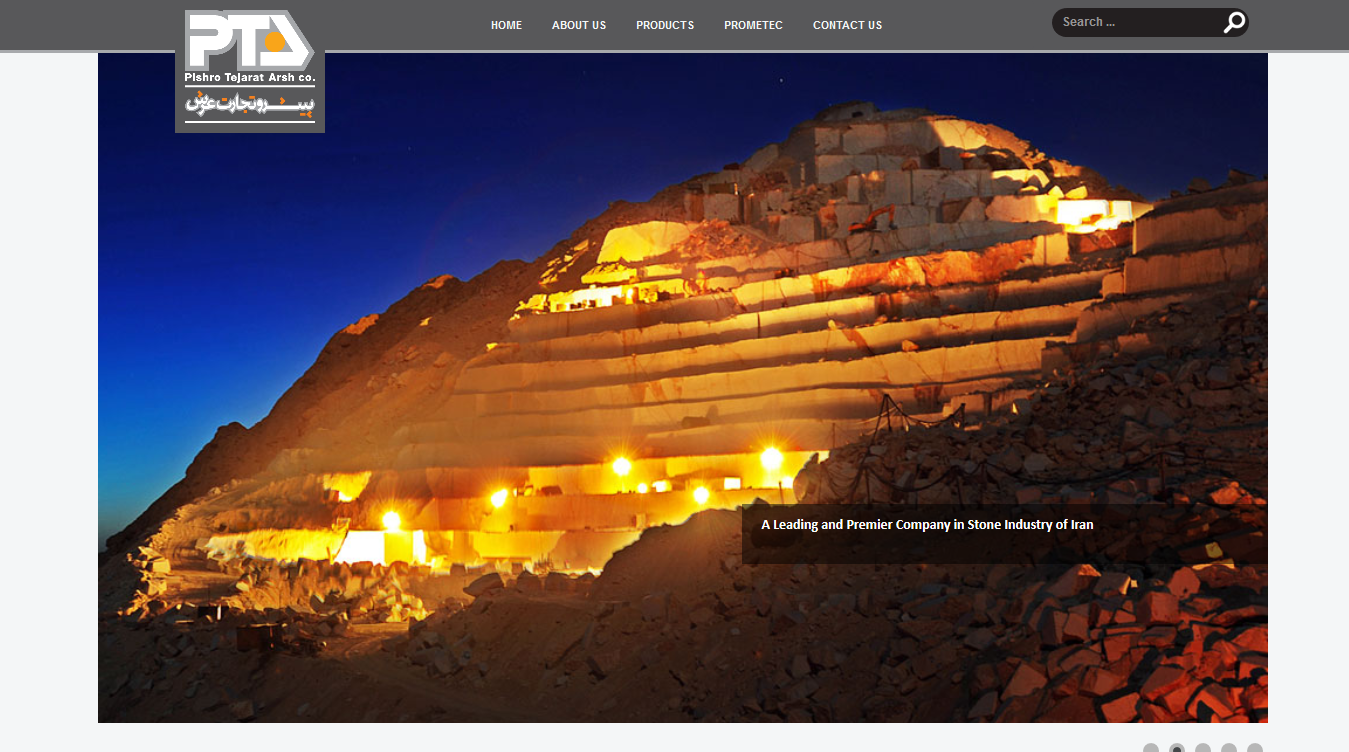 PTA
Pishro Tejarat Arsh co.
پیشرو تجارت عرش
HOME
ABOUT US
PRODUCTS
PROMETEC
CONTACT US
Search ...
A Leading and Premier Company in Stone Industry of Iran